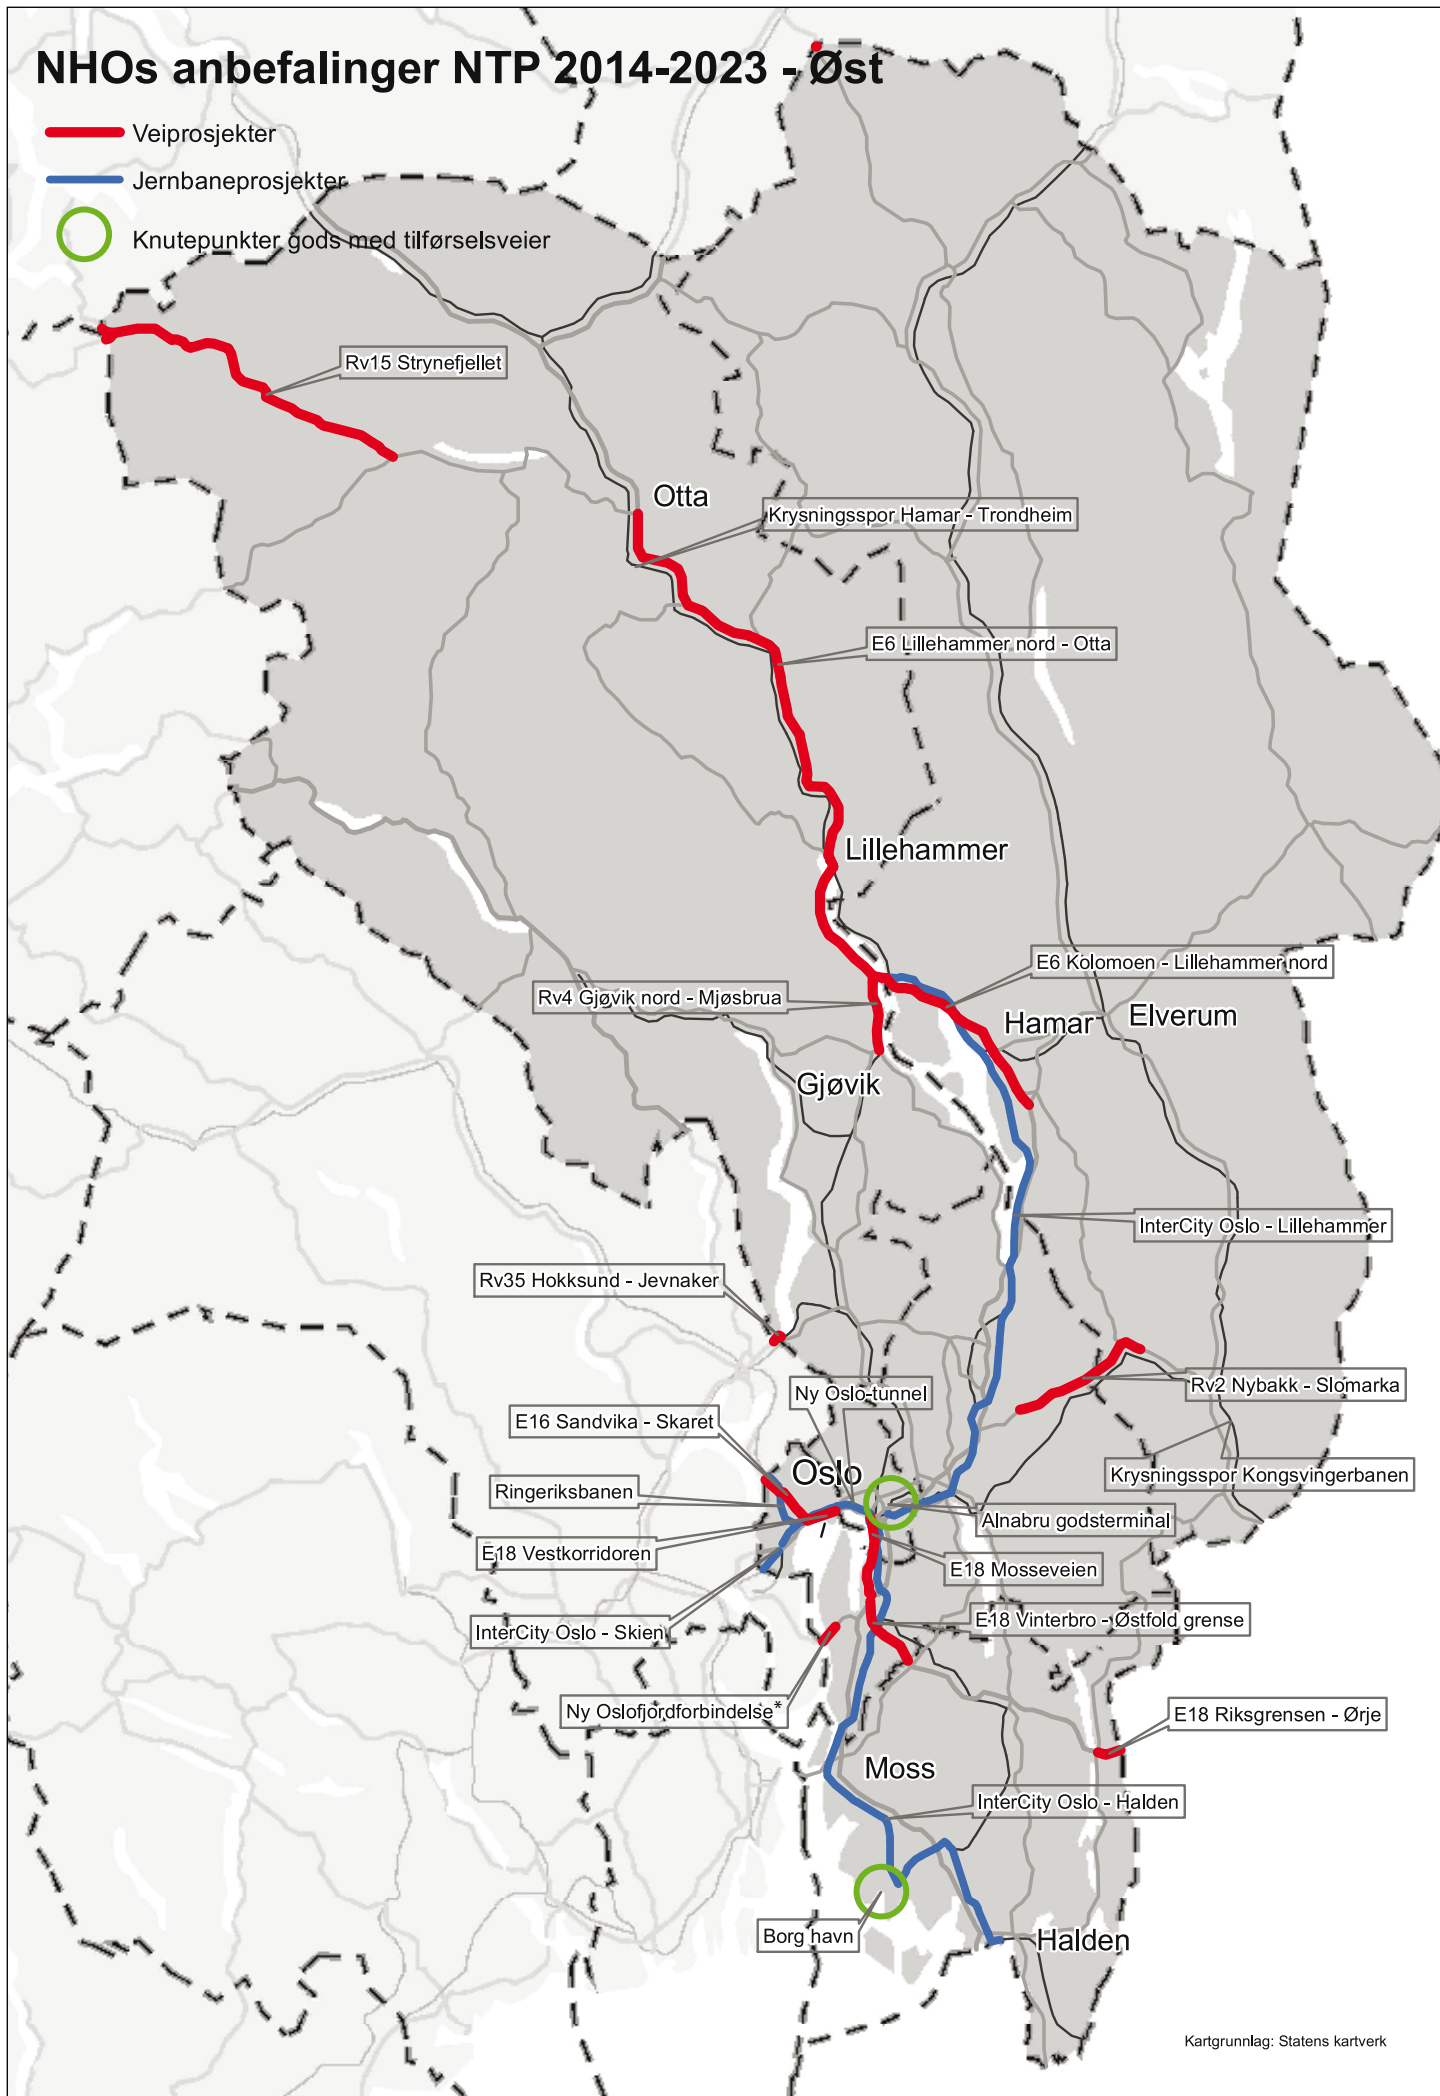 NHOs anbefalinger NTP 2014-2023 - Øst
Veiprosjekter
Jernbaneprosjekter
Knutepunkter gods med tilførselsveier
Rv15 Strynefjellet
Otta
Krysningsspor Hamar - Trondheim
E6 Lillehammer nord - Otta
Lillehammer
E6 Kolomoen - Lillehammer nord
Rv4 Gjøvik nord - Mjøsbrua
Hamar
Elverum
Gjøvik
InterCity Oslo - Lillehammer
Rv35 Hokksund - Jevnaker
Ny Oslo-tunnel
Rv2 Nybakk - Slomarka
E16 Sandvika - Skaret
Oslo
Krysningsspor Kongsvingerbanen
Ringeriksbanen
Alnabru godsterminal
E18 Vestkorridoren
E18 Mosseveien
E18 Vinterbro - Østfold grense
InterCity Oslo - Skien
Ny Oslofjordforbindelse*
E18 Riksgrensen - Ørje
Moss
InterCity Oslo - Halden
Borg havn
Halden
Kartgrunnlag: Statens kartverk